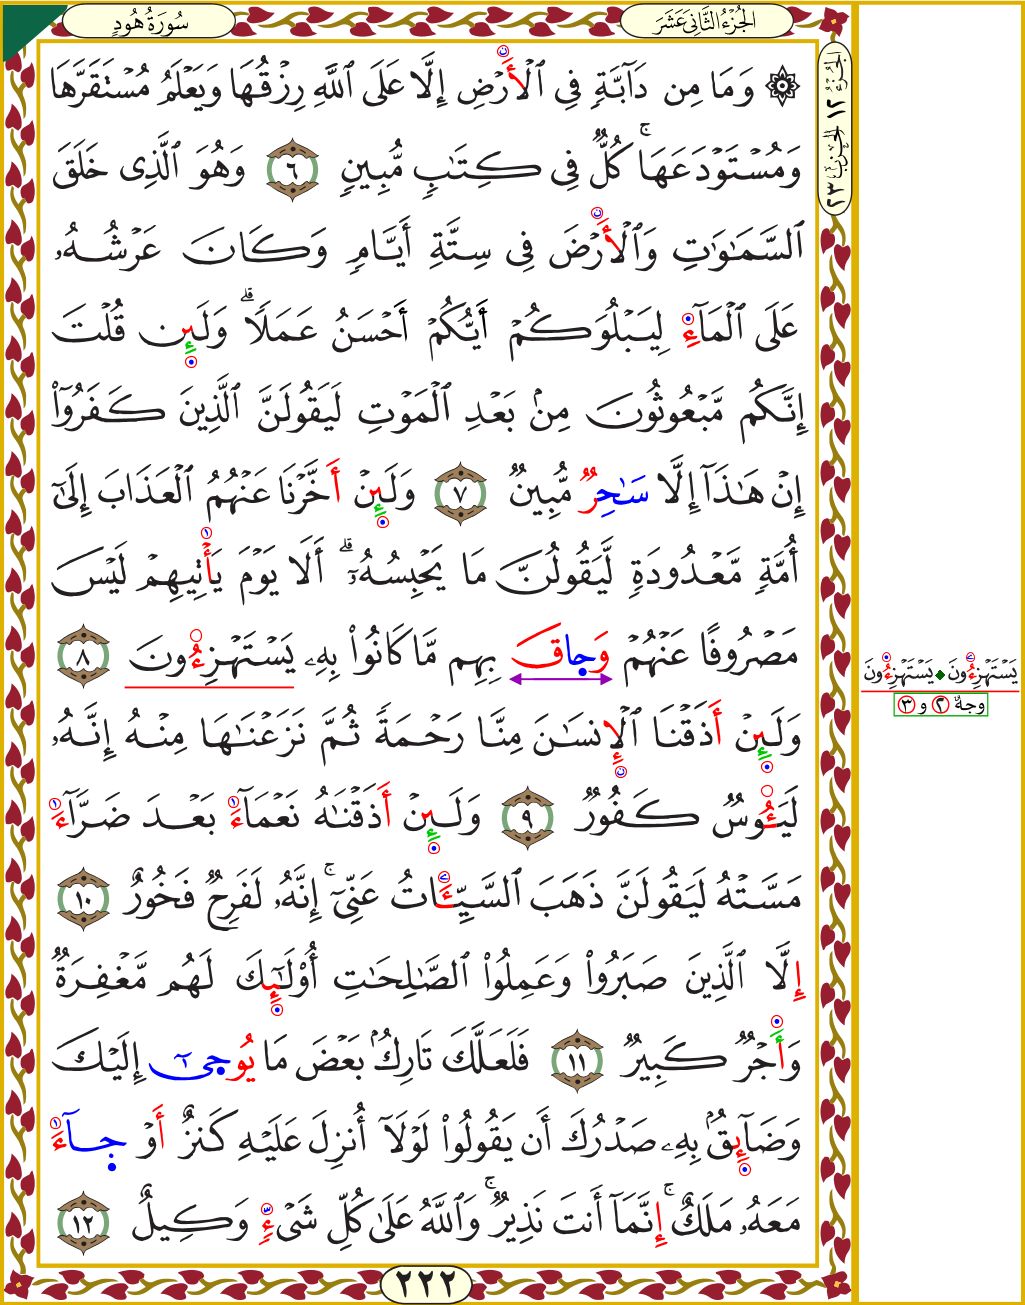 الجُزءُ الثَّانِي عَشَرَ
سُورَةُ هُودٍ
الجزء ١٢ الحزب ٢٣
۞ وَمَا مِن دَآبَّةٍ فِي ٱلۡأَرۡضِ إِلَّا عَلَى ٱللَّهِ رِزۡقُهَا وَيَعۡلَمُ مُسۡتَقَرَّهَا
وَمُسۡتَوۡدَعَهَاۚ كُلّٞ فِي كِتَٰبٖ مُّبِينٖ ٦ وَهُوَ ٱلَّذِي خَلَقَ
ٱلسَّمَٰوَٰتِ وَٱلۡأَرۡضَ فِي سِتَّةِ أَيَّامٖ وَكَانَ عَرۡشُهُۥ
عَلَى ٱلۡمَآءِ لِيَبۡلُوَكُمۡ أَيُّكُمۡ أَحۡسَنُ عَمَلٗاۗ وَلَئِن قُلۡتَ
إِنَّكُم مَّبۡعُوثُونَ مِنۢ بَعۡدِ ٱلۡمَوۡتِ لَيَقُولَنَّ ٱلَّذِينَ كَفَرُوٓاْ
إِنۡ هَٰذَآ إِلَّا سَٰحِرٞ مُّبِينٞ ٧ وَلَئِنۡ أَخَّرۡنَا عَنۡهُمُ ٱلۡعَذَابَ إِلَىٰٓ
أُمَّةٖ مَّعۡدُودَةٖ لَّيَقُولُنَّ مَا يَحۡبِسُهُۥٓۗ أَلَا يَوۡمَ يَأۡتِيهِمۡ لَيۡسَ
مَصۡرُوفًا عَنۡهُمۡ وَحَاقَ بِهِم مَّا كَانُواْ بِهِۦ يَسۡتَهۡزِءُونَ ٨
وَلَئِنۡ أَذَقۡنَا ٱلۡإِنسَٰنَ مِنَّا رَحۡمَةٗ ثُمَّ نَزَعۡنَٰهَا مِنۡهُ إِنَّهُۥ
لَيَـُٔوسٞ كَفُورٞ ٩ وَلَئِنۡ أَذَقۡنَٰهُ نَعۡمَآءَ بَعۡدَ ضَرَّآءَ
مَسَّتۡهُ لَيَقُولَنَّ ذَهَبَ ٱلسَّيِّـَٔاتُ عَنِّيٓۚ إِنَّهُۥ لَفَرِحٞ فَخُورٌ ١٠
إِلَّا ٱلَّذِينَ صَبَرُواْ وَعَمِلُواْ ٱلصَّٰلِحَٰتِ أُوْلَٰٓئِكَ لَهُم مَّغۡفِرَةٞ
وَأَجۡرٞ كَبِيرٞ ١١ فَلَعَلَّكَ تَارِكُۢ بَعۡضَ مَا يُوحَىٰٓ إِلَيۡكَ
وَضَآئِقُۢ بِهِۦ صَدۡرُكَ أَن يَقُولُواْ لَوۡلَآ أُنزِلَ عَلَيۡهِ كَنزٌ أَوۡ جَآءَ
مَعَهُۥ مَلَكٌۚ إِنَّمَآ أَنتَ نَذِيرٞۚ وَٱللَّهُ عَلَىٰ كُلِّ شَيۡءٖ وَكِيلٌ ١٢
يَسۡتَهۡزِءُونَ ◆ يَسۡتَهۡزِءُونَ
وجهٌ ٢ و ٣
٢٢٢